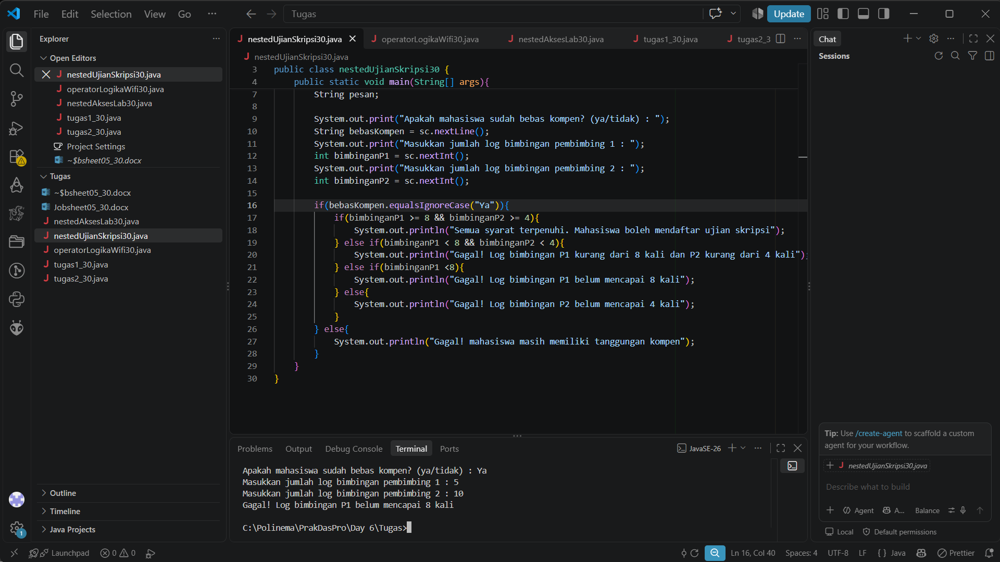 File Edit Selection View Go ···
Tugas
Update
Explorer
Open Editors
nestedUjianSkripsi30.java
operatorLogikaWifi30.java
nestedAksesLab30.java
tugas1_30.java
tugas2_30.java
Project Settings
~$bsheet05_30.docx
Tugas
~$bsheet05_30.docx
Jobsheet05_30.docx
nestedAksesLab30.java
nestedUjianSkripsi30.java
operatorLogikaWifi30.java
tugas1_30.java
tugas2_30.java
Outline
Timeline
Java Projects
nestedUjianSkripsi30.java operatorLogikaWifi30.java nestedAksesLab30.java tugas1_30.java tugas2_3
nestedUjianSkripsi30.java
3 public class nestedUjianSkripsi30 {
4 public static void main(String[] args){
7 String pesan;
8
9 System.out.print("Apakah mahasiswa sudah bebas kompen? (ya/tidak) : ");
10 String bebasKompen = sc.nextLine();
11 System.out.print("Masukkan jumlah log bimbingan pembimbing 1 : ");
12 int bimbinganP1 = sc.nextInt();
13 System.out.print("Masukkan jumlah log bimbingan pembimbing 2 : ");
14 int bimbinganP2 = sc.nextInt();
15
16 if(bebasKompen.equalsIgnoreCase("Ya")){
17 if(bimbinganP1 >= 8 && bimbinganP2 >= 4){
18 System.out.println("Semua syarat terpenuhi. Mahasiswa boleh mendaftar ujian skripsi");
19 } else if(bimbinganP1 < 8 && bimbinganP2 < 4){
20 System.out.println("Gagal! Log bimbingan P1 kurang dari 8 kali dan P2 kurang dari 4 kali");
21 } else if(bimbinganP1 <8){
22 System.out.println("Gagal! Log bimbingan P1 belum mencapai 8 kali");
23 } else{
24 System.out.println("Gagal! Log bimbingan P2 belum mencapai 4 kali");
25 }
26 } else{
27 System.out.println("Gagal! mahasiswa masih memiliki tanggungan kompen");
28 }
29 }
30 }
Problems Output Debug Console Terminal Ports
JavaSE-26
Apakah mahasiswa sudah bebas kompen? (ya/tidak) : Ya
Masukkan jumlah log bimbingan pembimbing 1 : 5
Masukkan jumlah log bimbingan pembimbing 2 : 10
Gagal! Log bimbingan P1 belum mencapai 8 kali
C:\Polinema\PrakDasPro\Day 6\Tugas>
Chat
Sessions
Tip: Use /create-agent to scaffold a custom
agent for your workflow.
nestedUjianSkripsi30.java
Describe what to build
Agent A... Balance
Local Default permissions
1
Launchpad 0 0
Ln 16, Col 40 Spaces: 4 UTF-8 LF {} Java Prettier